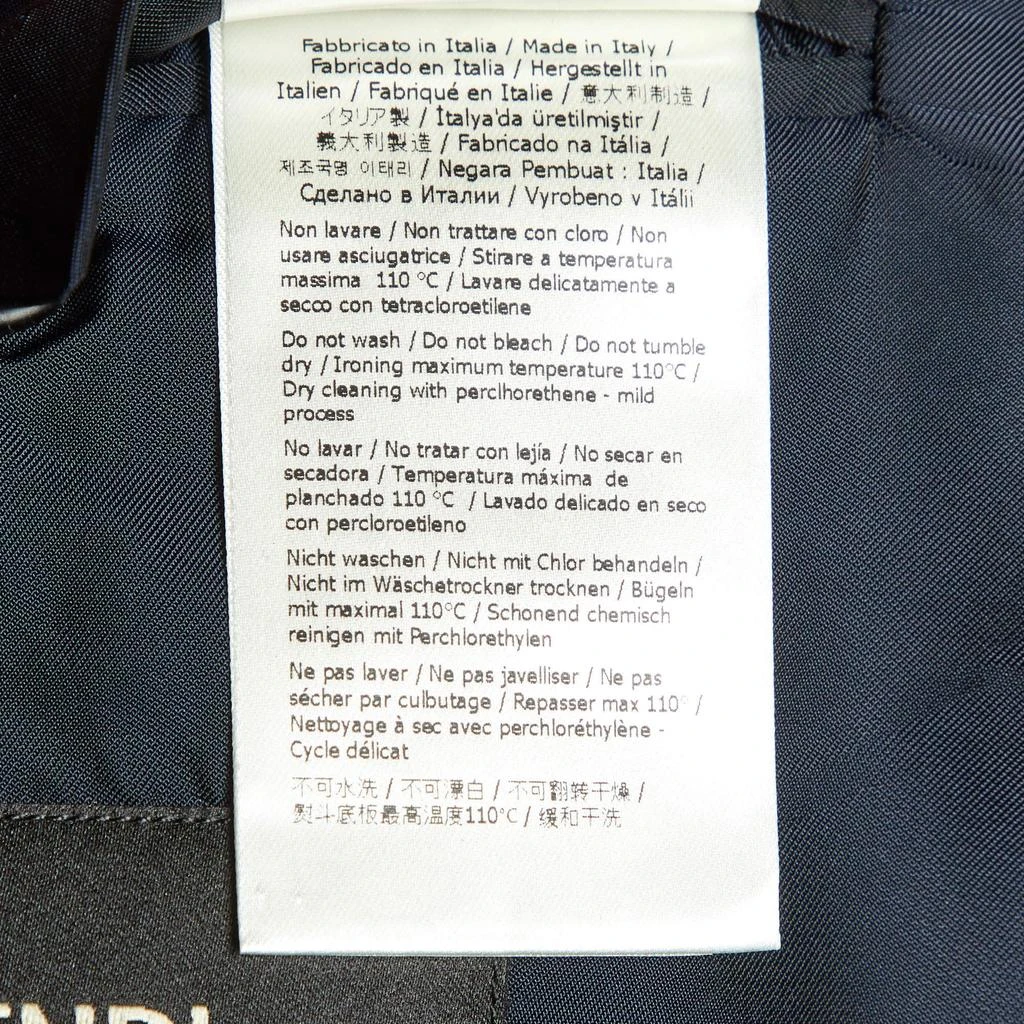 Fabbricato in Italia / Made in Italy /
Fabricado en Italia / Hergestellt in
Italien / Fabriqué en Italie / 意大利制造 /
イタリア製 / İtalya'da üretilmiştir /
義大利製造 / Fabricado na Itália /
제조국명 이태리 / Negara Pembuat : Italia /
Сделано в Италии / Vyrobeno v Itálii
Non lavare / Non trattare con cloro / Non
usare asciugatrice / Stirare a temperatura
massima 110 °C / Lavare delicatamente a
secco con tetracloroetilene
Do not wash / Do not bleach / Do not tumble
dry / Ironing maximum temperature 110°C /
Dry cleaning with perclhorethene - mild
process
No lavar / No tratar con lejía / No secar en
secadora / Temperatura máxima de
planchado 110 °C / Lavado delicado en seco
con percloroetileno
Nicht waschen / Nicht mit Chlor behandeln /
Nicht im Wäschetrockner trocknen / Bügeln
mit maximal 110°C / Schonend chemisch
reinigen mit Perchlorethylen
Ne pas laver / Ne pas javelliser / Ne pas
sécher par culbutage / Repasser max 110° /
Nettoyage à sec avec perchloréthylène -
Cycle délicat
不可水洗 / 不可漂白 / 不可翻转干燥 /
熨斗底板最高温度110°C / 缓和干洗